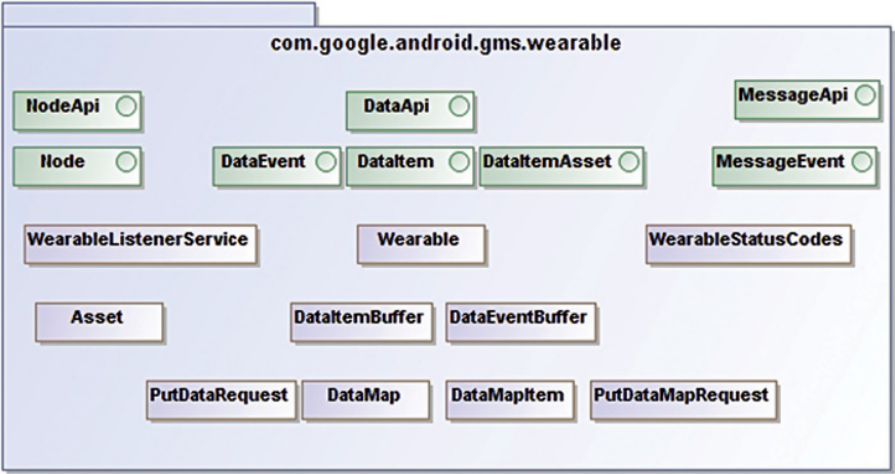 com.google.android.gms.wearable
NodeApi DataApi MessageApi
Node DataEvent DataItem DataItemAsset MessageEvent
WearableListenerService Wearable WearableStatusCodes
Asset DataItemBuffer DataEventBuffer
PutDataRequest DataMap DataMapItem PutDataMapRequest